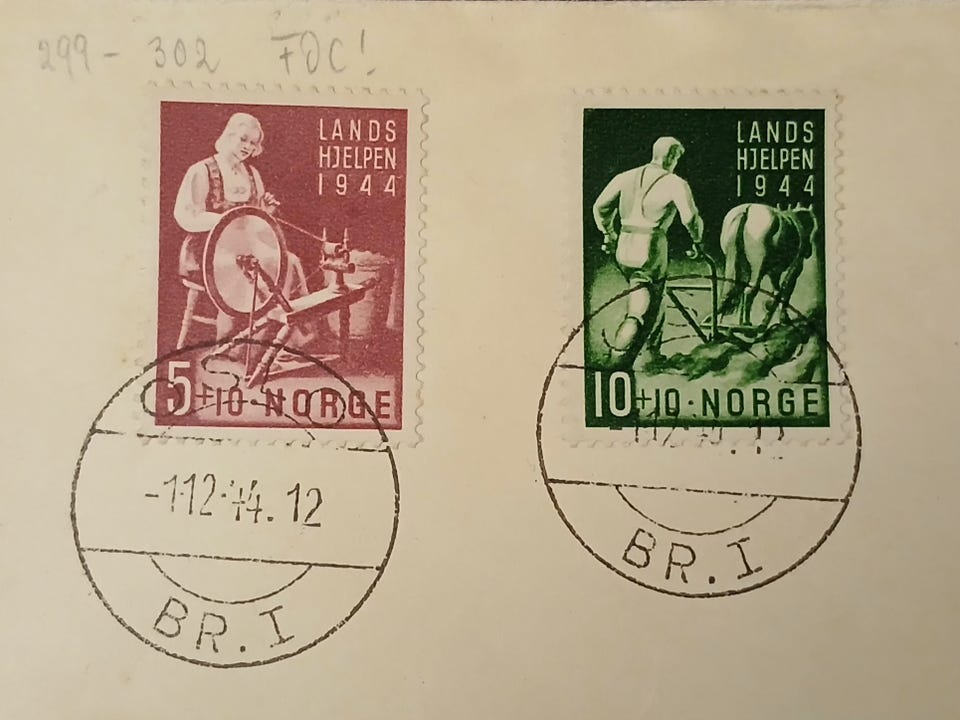 299 - 302 FDC!
LANDS
HJELPEN
1944
5+10·NORGE
LANDS
HJELPEN
1944
10+10·NORGE
OSLO
-1.12.44.12
BR.I
BR.I